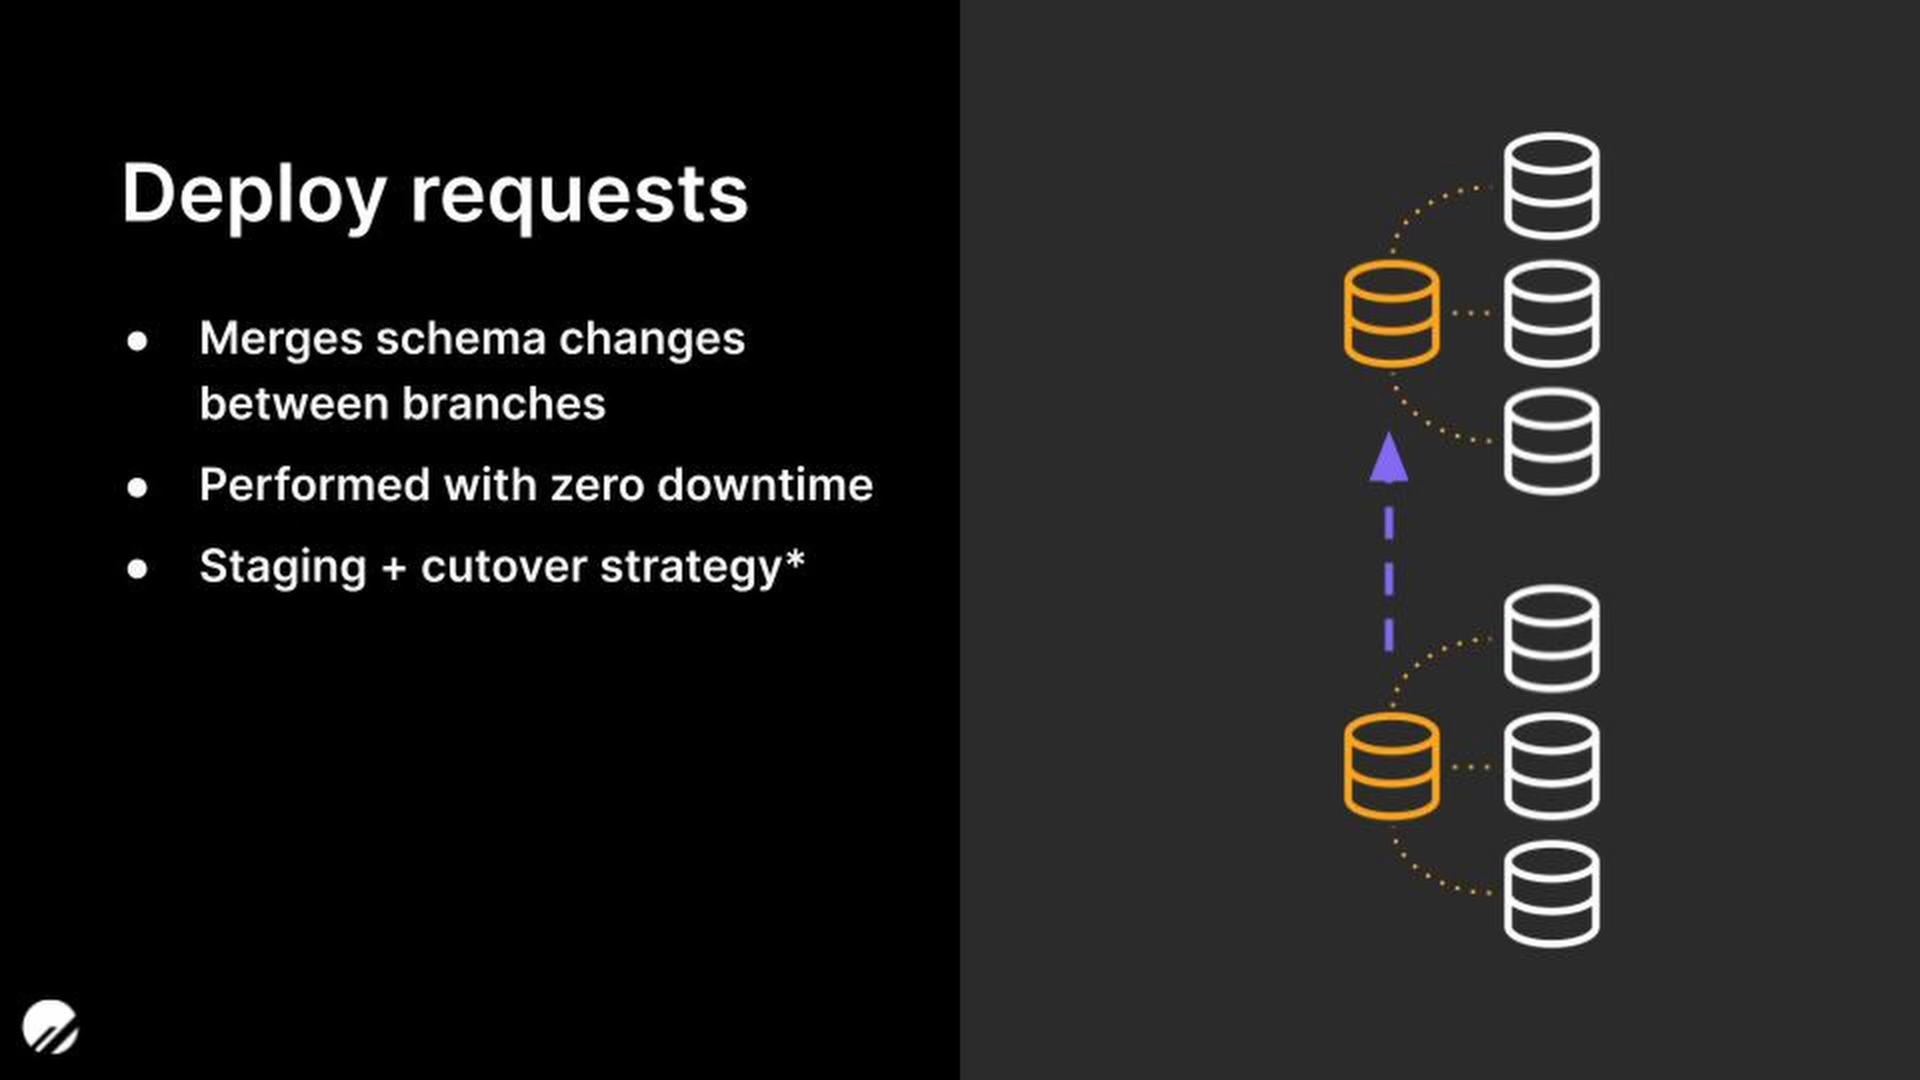 Deploy requests
● Merges schema changes
between branches
● Performed with zero downtime
● Staging + cutover strategy*